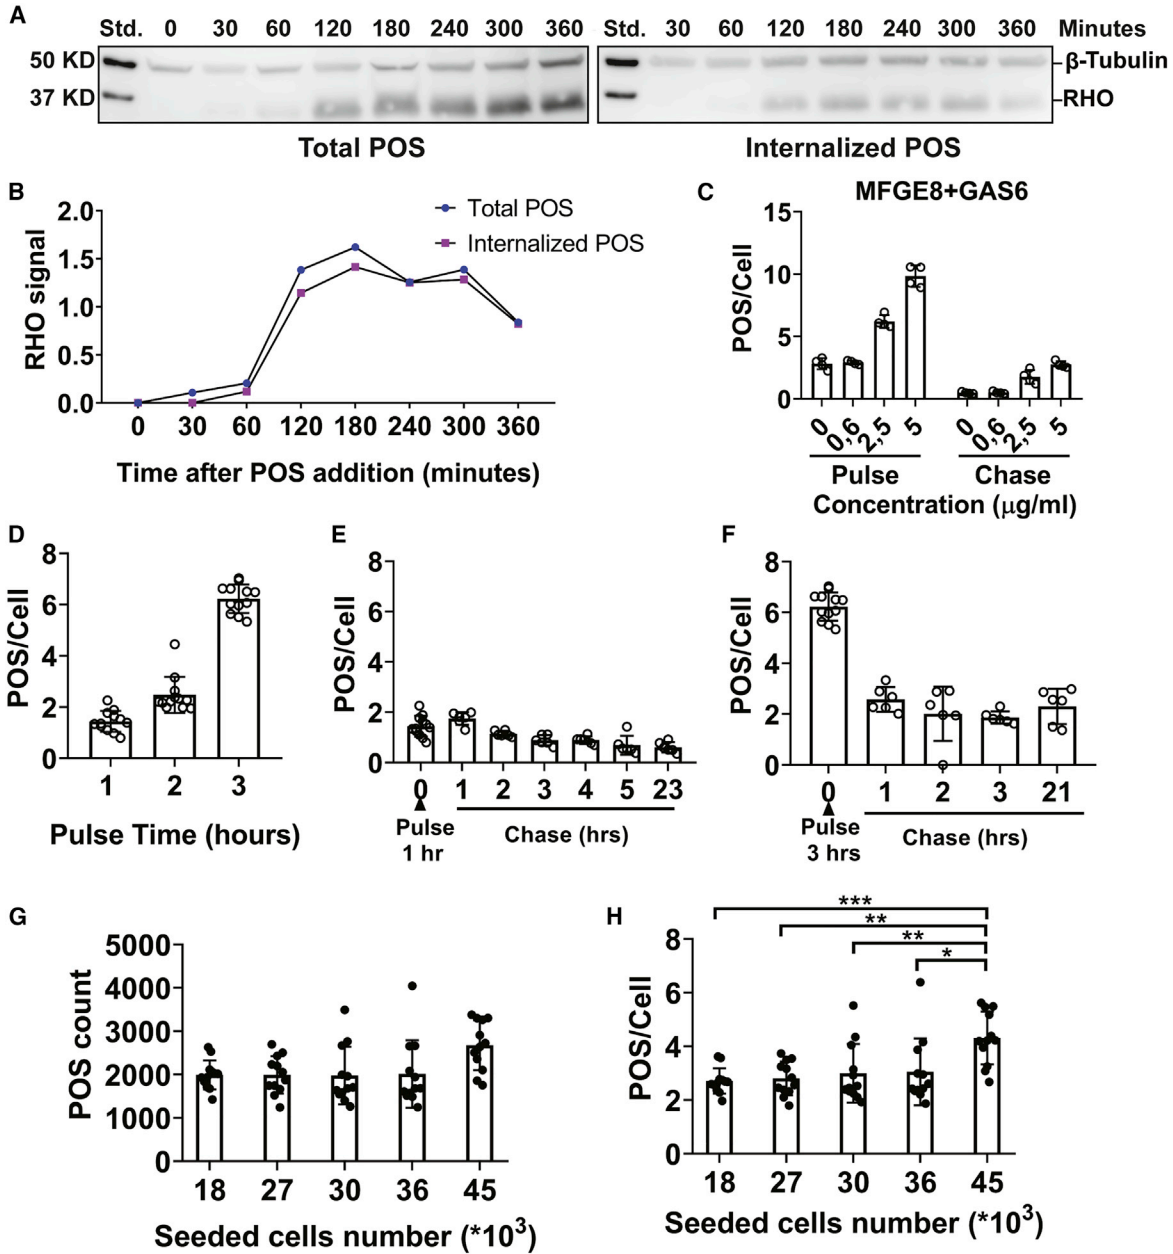 A
Std. 0 30 60 120 180 240 300 360
Std. 30 60 120 180 240 300 360 Minutes
50 KD
37 KD
β-Tubulin
RHO
Total POS
Internalized POS
B
RHO signal
2.0
1.5
1.0
0.5
0.0
Total POS
Internalized POS
0 30 60 120 180 240 300 360
Time after POS addition (minutes)
C
MFGE8+GAS6
POS/Cell
15
10
5
0
0 0,6 2,5 5 0 0,6 2,5 5
Pulse Chase
Concentration (μg/ml)
D
POS/Cell
8
6
4
2
0
1 2 3
Pulse Time (hours)
E
POS/Cell
8
6
4
2
0
0 1 2 3 4 5 23
Pulse
1 hr
Chase (hrs)
F
POS/Cell
8
6
4
2
0
0 1 2 3 21
Pulse
3 hrs
Chase (hrs)
G
POS count
5000
4000
3000
2000
1000
0
18 27 30 36 45
Seeded cells number (*10³)
H
POS/Cell
***
**
**
*
8
6
4
2
0
18 27 30 36 45
Seeded cells number (*10³)